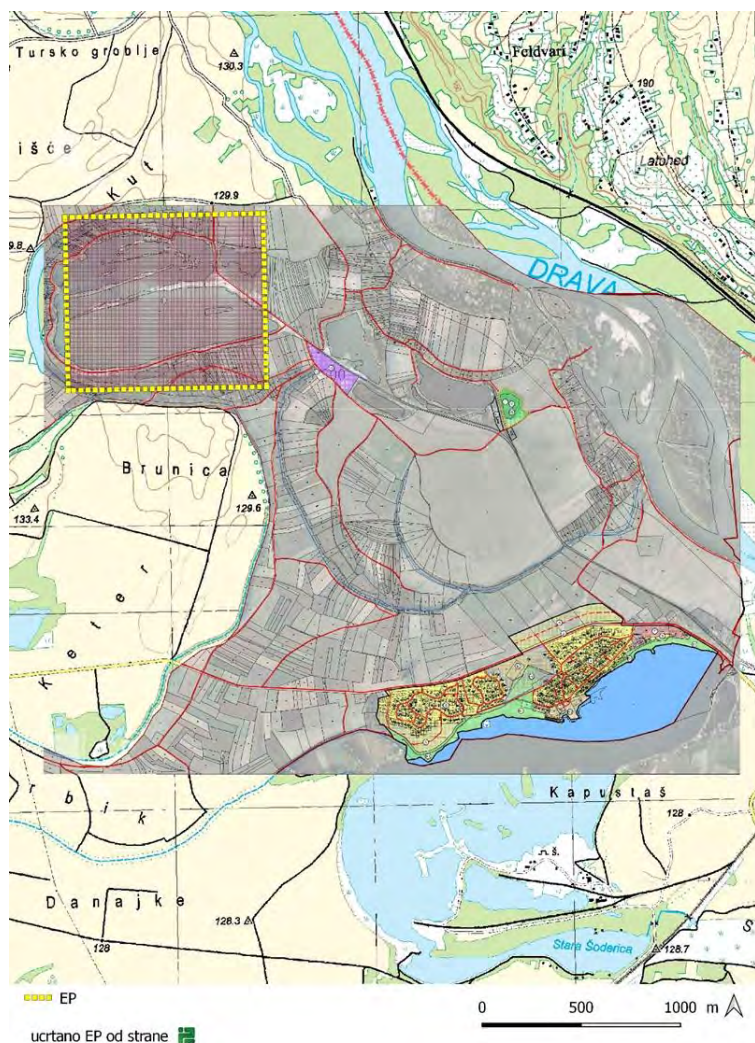 Tursko groblje
130.3
Feldvari
190
išće
Latohed
Kut
129.9
9.8
DRAVA
Brunica
129.6
133.4
Keter
Kapustaš
128
rbik
š.
Danajke
128.3
128
Stara Šoderica
128.7
S
EP
0 500 1000 m
ucrtano EP od strane